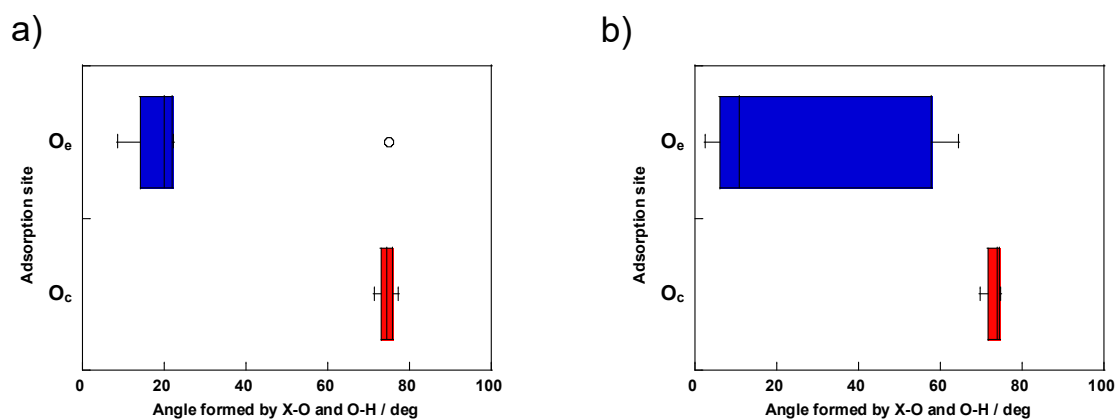 a)
Adsorption site
Oe
Oc
0 20 40 60 80 100
Angle formed by X-O and O-H / deg
b)
Adsorption site
Oe
Oc
0 20 40 60 80 100
Angle formed by X-O and O-H / deg